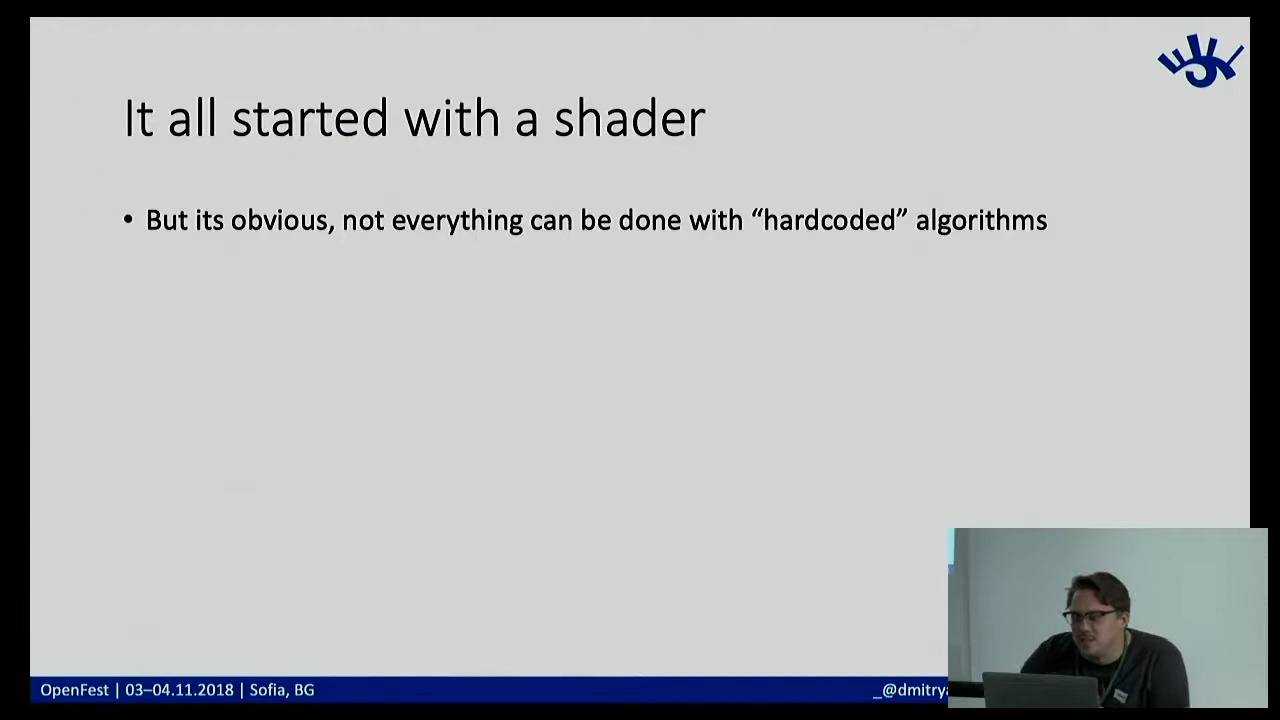 It all started with a shader
• But its obvious, not everything can be done with “hardcoded” algorithms
OpenFest | 03–04.11.2018 | Sofia, BG